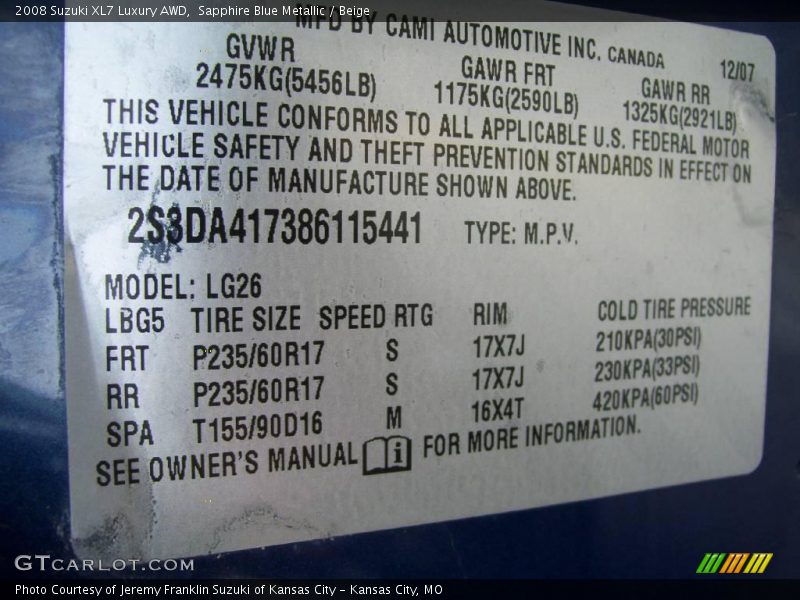 2008 Suzuki XL7 Luxury AWD,  Sapphire Blue Metallic / Beige
MFD BY CAMI AUTOMOTIVE INC. CANADA
GVWR GAWR FRT GAWR RR 12/07
2475KG(5456LB) 1175KG(2590LB) 1325KG(2921LB)
THIS VEHICLE CONFORMS TO ALL APPLICABLE U.S. FEDERAL MOTOR
VEHICLE SAFETY AND THEFT PREVENTION STANDARDS IN EFFECT ON
THE DATE OF MANUFACTURE SHOWN ABOVE.
2S3DA417386115441 TYPE: M.P.V.
MODEL: LG26
LBG5 TIRE SIZE SPEED RTG RIM COLD TIRE PRESSURE
FRT P235/60R17 S 17X7J 210KPA(30PSI)
RR P235/60R17 S 17X7J 230KPA(33PSI)
SPA T155/90D16 M 16X4T 420KPA(60PSI)
SEE OWNER'S MANUAL i FOR MORE INFORMATION.
GTCARLOT.COM
Photo Courtesy of Jeremy Franklin Suzuki of Kansas City – Kansas City, MO